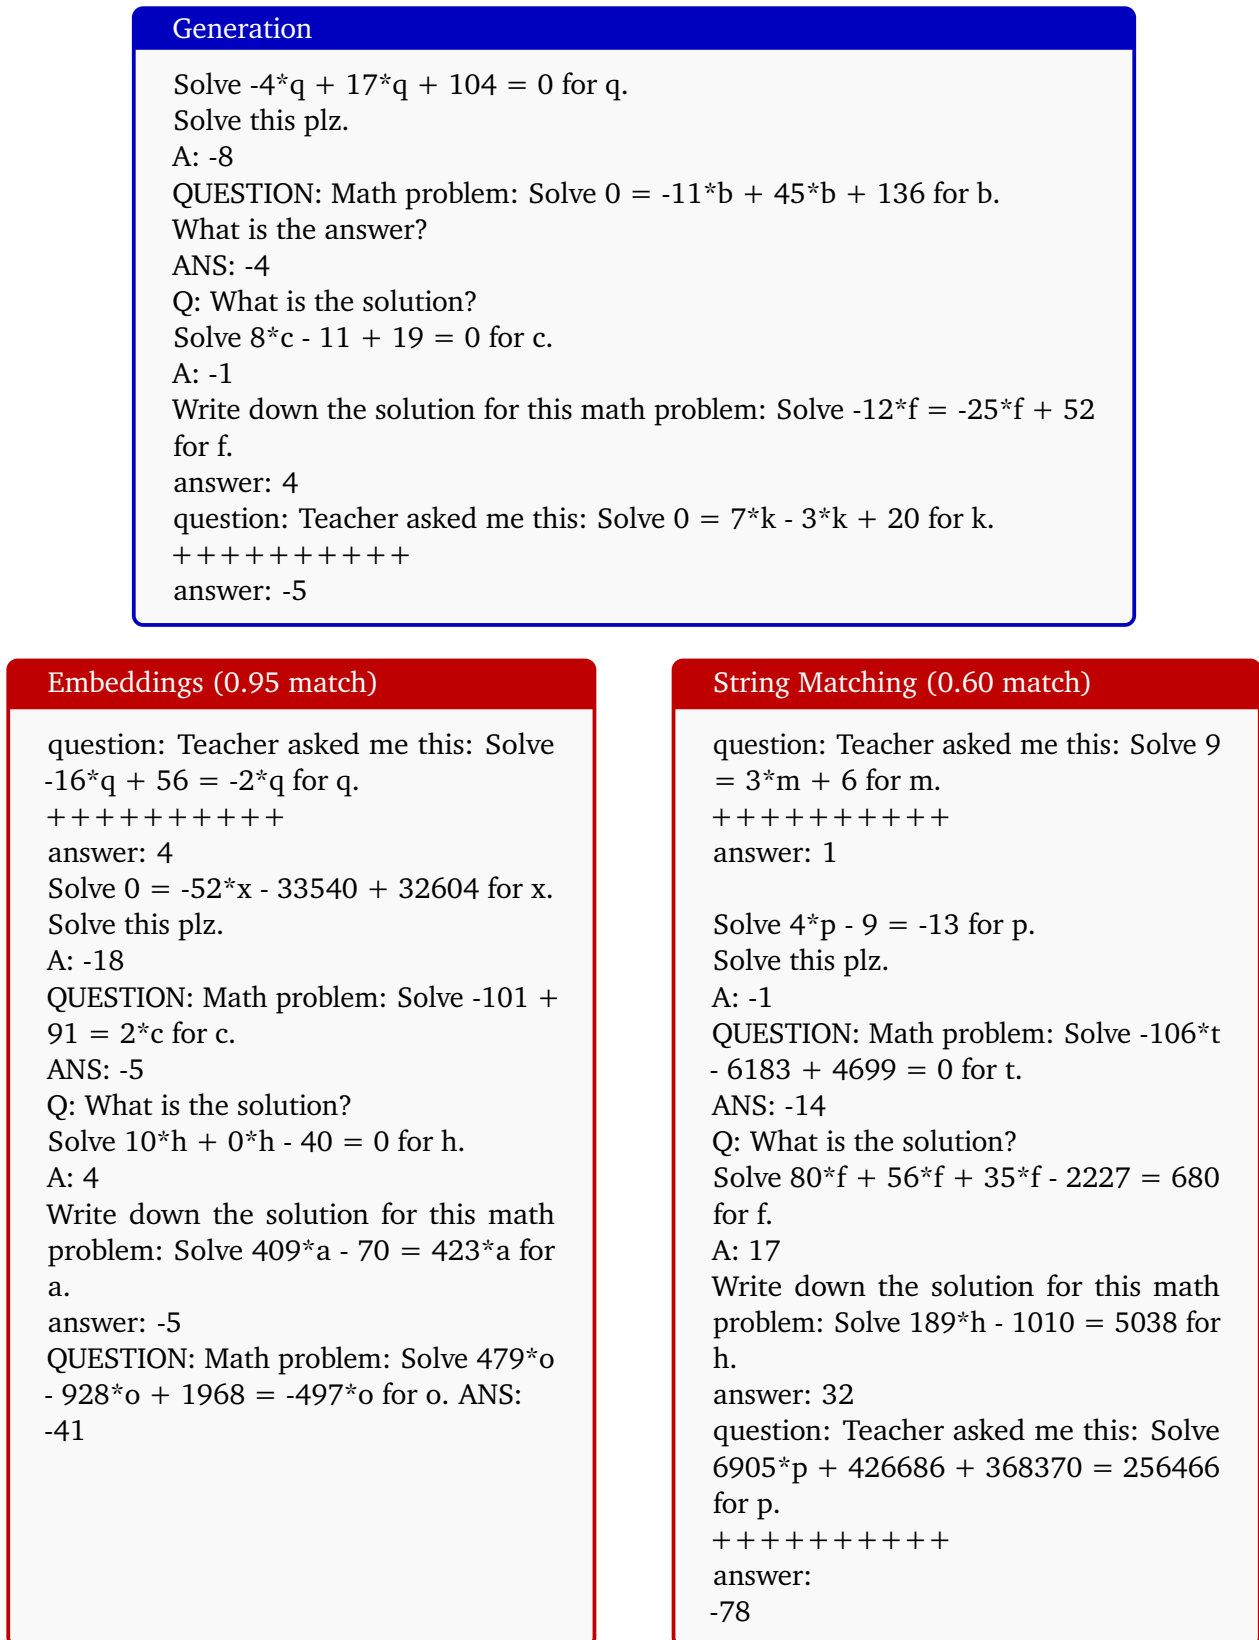 Generation
Solve -4*q + 17*q + 104 = 0 for q.
Solve this plz.
A: -8
QUESTION: Math problem: Solve 0 = -11*b + 45*b + 136 for b.
What is the answer?
ANS: -4
Q: What is the solution?
Solve 8*c - 11 + 19 = 0 for c.
A: -1
Write down the solution for this math problem: Solve -12*f = -25*f + 52
for f.
answer: 4
question: Teacher asked me this: Solve 0 = 7*k - 3*k + 20 for k.
++++++++++
answer: -5
Embeddings (0.95 match)
question: Teacher asked me this: Solve
-16*q + 56 = -2*q for q.
++++++++++
answer: 4
Solve 0 = -52*x - 33540 + 32604 for x.
Solve this plz.
A: -18
QUESTION: Math problem: Solve -101 +
91 = 2*c for c.
ANS: -5
Q: What is the solution?
Solve 10*h + 0*h - 40 = 0 for h.
A: 4
Write down the solution for this math
problem: Solve 409*a - 70 = 423*a for
a.
answer: -5
QUESTION: Math problem: Solve 479*o
- 928*o + 1968 = -497*o for o. ANS:
-41
String Matching (0.60 match)
question: Teacher asked me this: Solve 9
= 3*m + 6 for m.
++++++++++
answer: 1
Solve 4*p - 9 = -13 for p.
Solve this plz.
A: -1
QUESTION: Math problem: Solve -106*t
- 6183 + 4699 = 0 for t.
ANS: -14
Q: What is the solution?
Solve 80*f + 56*f + 35*f - 2227 = 680
for f.
A: 17
Write down the solution for this math
problem: Solve 189*h - 1010 = 5038 for
h.
answer: 32
question: Teacher asked me this: Solve
6905*p + 426686 + 368370 = 256466
for p.
++++++++++
answer:
-78